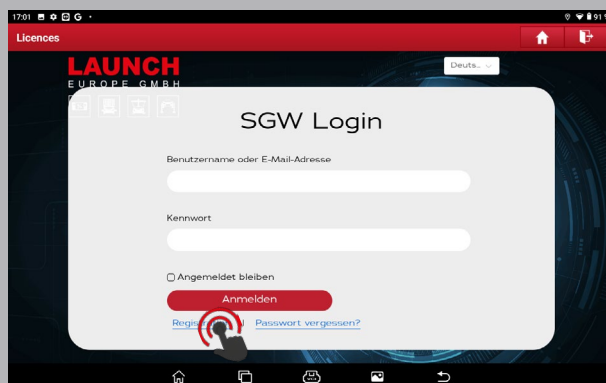 17:01
91 %
Licences
LAUNCH
EUROPE GMBH
Deuts...
SGW Login
Benutzername oder E-Mail-Adresse
Kennwort
Angemeldet bleiben
Anmelden
| Passwort vergessen?